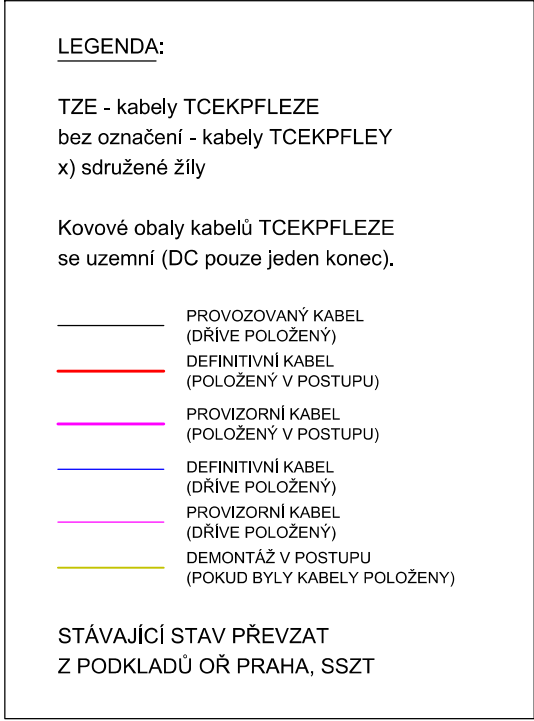 LEGENDA:
TZE - kabely TCEKPFLEZE
bez označení - kabely TCEKPFLEY
x) sdružené žíly
Kovové obaly kabelů TCEKPFLEZE
se uzemní (DC pouze jeden konec).
PROVOZOVANÝ KABEL
(DŘÍVE POLOŽENÝ)
DEFINITIVNÍ KABEL
(POLOŽENÝ V POSTUPU)
PROVIZORNÍ KABEL
(POLOŽENÝ V POSTUPU)
DEFINITIVNÍ KABEL
(DŘÍVE POLOŽENÝ)
PROVIZORNÍ KABEL
(DŘÍVE POLOŽENÝ)
DEMONTÁŽ V POSTUPU
(POKUD BYLY KABELY POLOŽENY)
STÁVAJÍCÍ STAV PŘEVZAT
Z PODKLADŮ OŘ PRAHA, SSZT